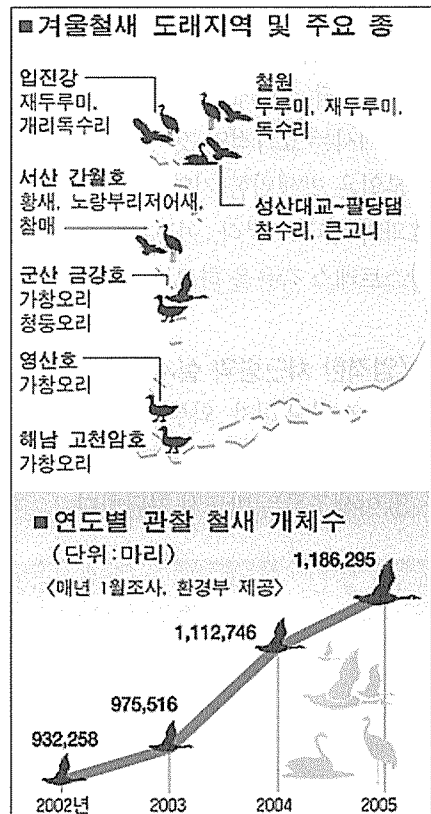 ■겨울철새 도래지역 및 주요 종
임진강
재두루미,
개리독수리
철원
두루미, 재두루미,
독수리
서산 간월호
황새, 노랑부리저어새,
참매
성산대교~팔당댐
참수리, 큰고니
군산 금강호
가창오리
청둥오리
영산호
가창오리
해남 고천암호
가창오리
■연도별 관찰 철새 개체수
(단위:마리)
〈매년 1월조사, 환경부 제공〉
1,186,295
1,112,746
975,516
932,258
2002년 2003 2004 2005